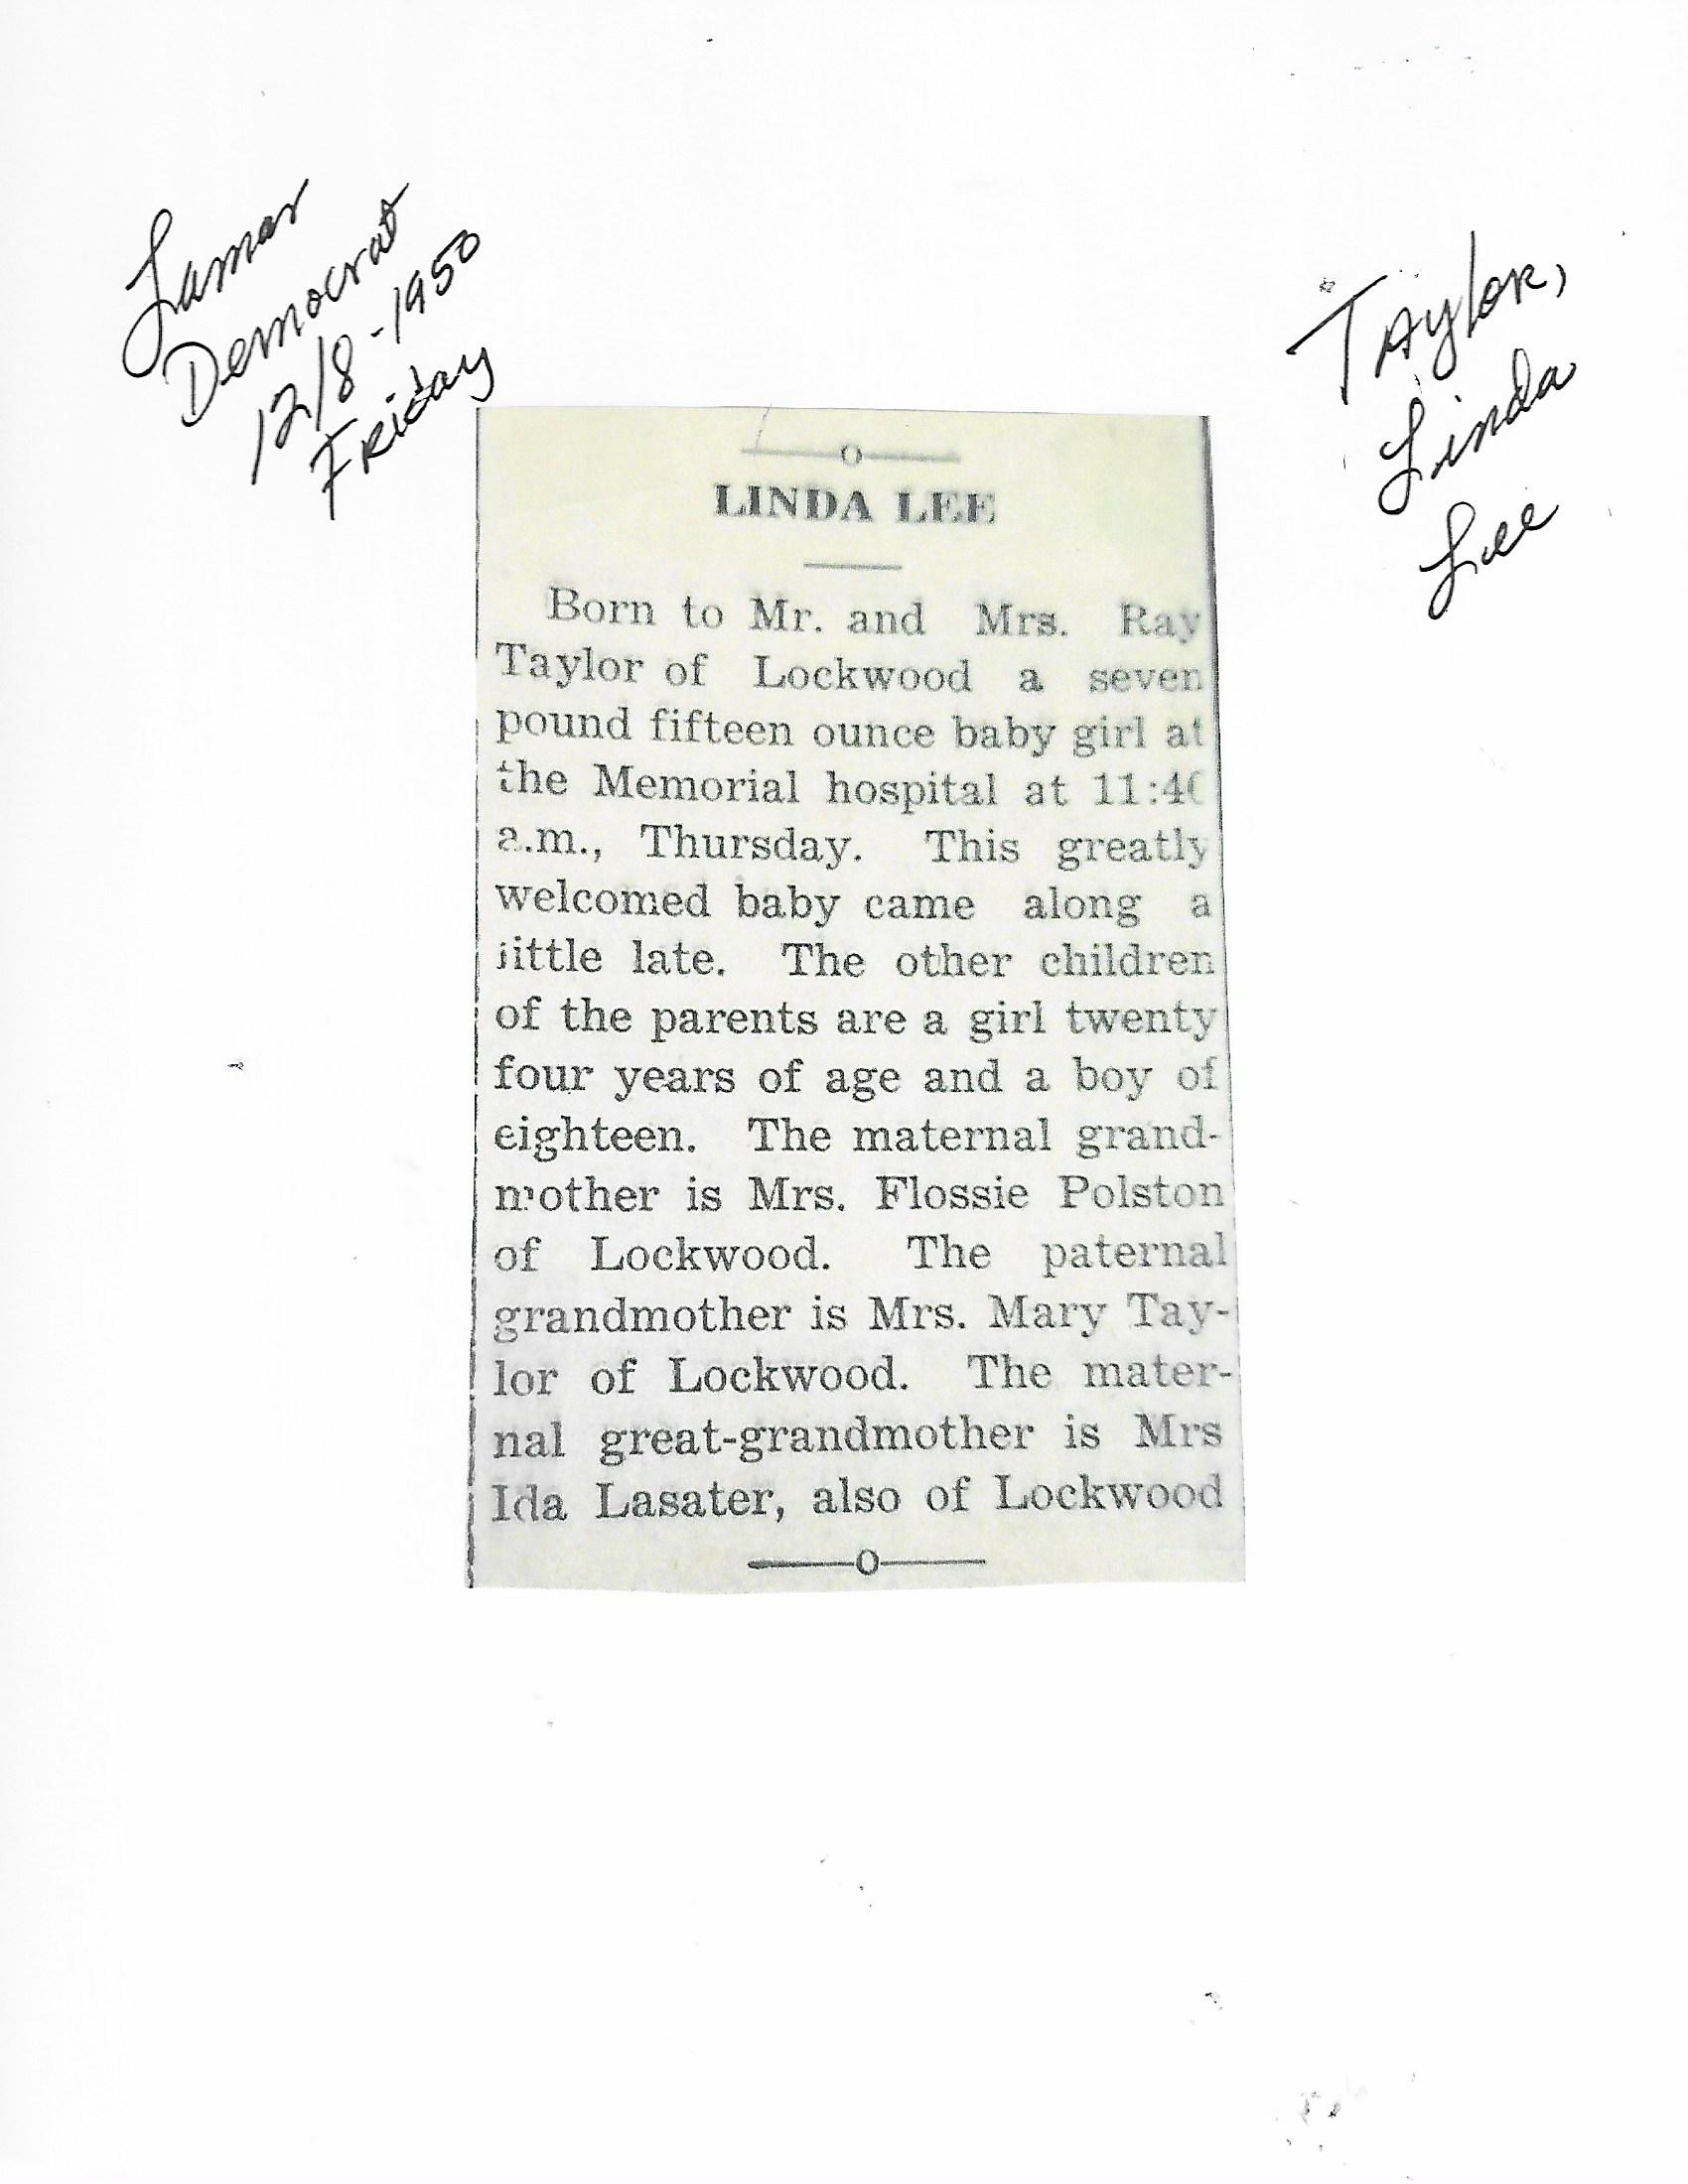 Lamar
Democrat
12/8-1950
Friday
Taylor,
Linda
Lee
LINDA LEE
Born to Mr. and Mrs. Ray
Taylor of Lockwood a seven
pound fifteen ounce baby girl at
the Memorial hospital at
a.m., Thursday. This greatly
welcomed baby came along a
little late. The other children
of the parents are a girl twenty
four years of age and a boy of
eighteen. The maternal grand-
mother is Mrs. Flossie Polston
of Lockwood. The paternal
grandmother is Mrs. Mary Tay-
lor of Lockwood. The mater-
nal great-grandmother is Mrs
Ida Lasater, also of Lockwood